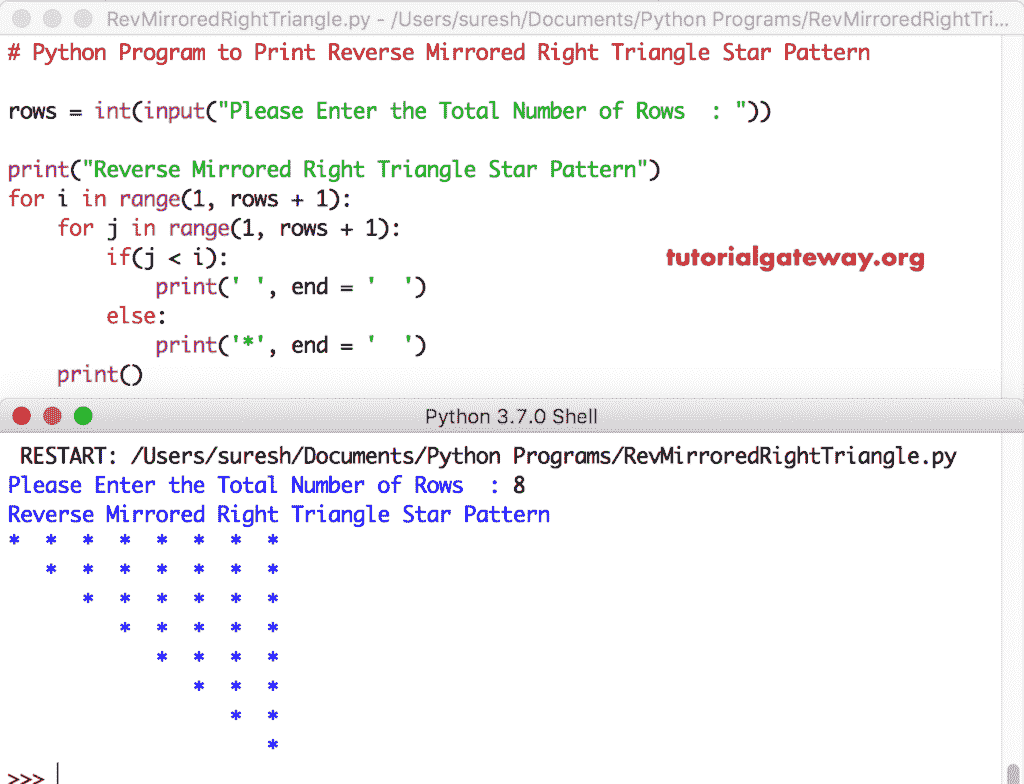 RevMirroredRightTriangle.py - /Users/suresh/Documents/Python Programs/RevMirroredRightTri...
# Python Program to Print Reverse Mirrored Right Triangle Star Pattern
rows = int(input("Please Enter the Total Number of Rows  : "))
print("Reverse Mirrored Right Triangle Star Pattern")
for i in range(1, rows + 1):
    for j in range(1, rows + 1):
        if(j < i):
tutorialgateway.org
            print(' ', end = '  ')
        else:
            print('*', end = '  ')
    print()
Python 3.7.0 Shell
 RESTART: /Users/suresh/Documents/Python Programs/RevMirroredRightTriangle.py
Please Enter the Total Number of Rows  : 8
Reverse Mirrored Right Triangle Star Pattern
*  *  *  *  *  *  *  *
   *  *  *  *  *  *  *
      *  *  *  *  *  *
         *  *  *  *  *
            *  *  *  *
               *  *  *
                  *  *
                     *
>>>